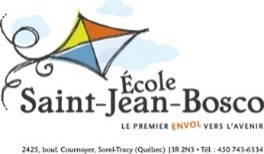 École
Saint-Jean-Bosco
LE PREMIER ENVOL VERS L'AVENIR
2425, boul. Cournoyer, Sorel-Tracy (Québec) J3R 2N3 • Tél. : 450 743-6334